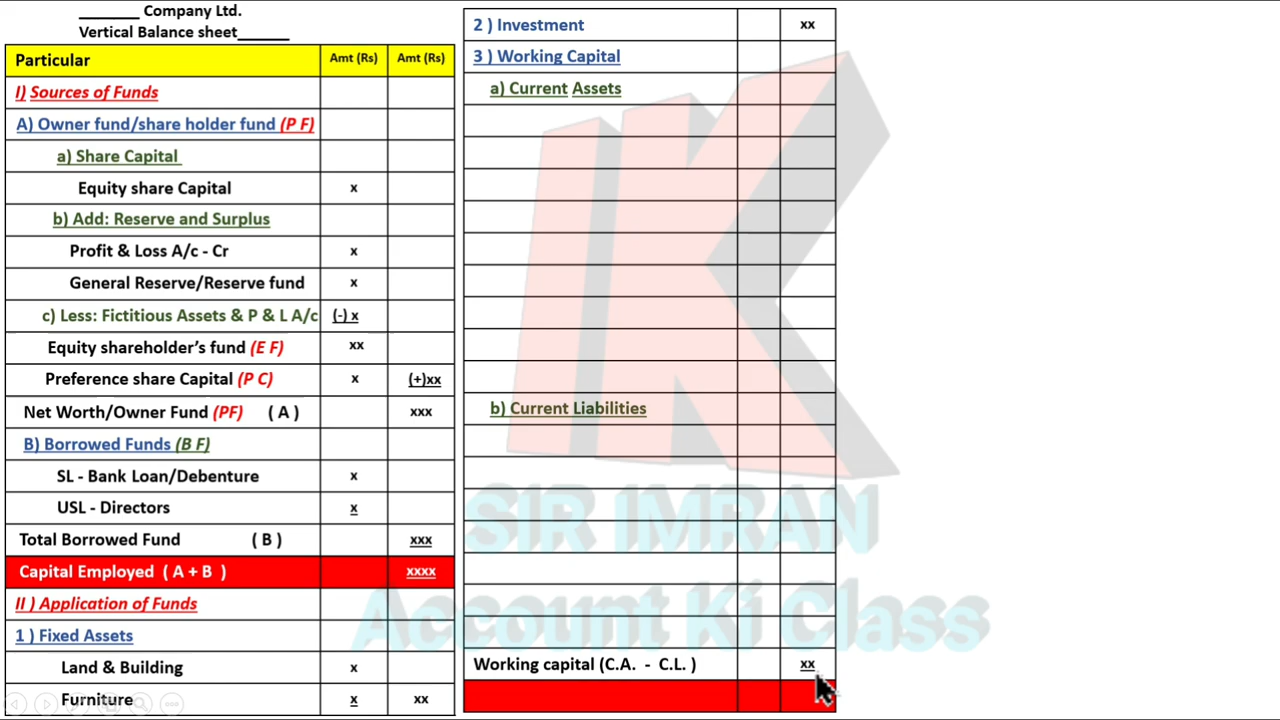 _______ Company Ltd.
Vertical Balance sheet______
Particular Amt (Rs) Amt (Rs)
I) Sources of Funds
A) Owner fund/share holder fund (P F)
a) Share Capital
Equity share Capital x
b) Add: Reserve and Surplus
Profit & Loss A/c - Cr x
General Reserve/Reserve fund x
c) Less: Fictitious Assets & P & L A/c (-) x
Equity shareholder’s fund (E F) xx
Preference share Capital (P C) x (+)xx
Net Worth/Owner Fund (PF) ( A ) xxx
B) Borrowed Funds (B F)
SL - Bank Loan/Debenture x
USL - Directors x
Total Borrowed Fund ( B ) xxx
Capital Employed ( A + B ) xxxx
II ) Application of Funds
1 ) Fixed Assets
Land & Building x
Furniture x xx
2 ) Investment xx
3 ) Working Capital
a) Current Assets
b) Current Liabilities
Working capital (C.A. - C.L. ) xx
SIR IMRAN
Account Ki Class